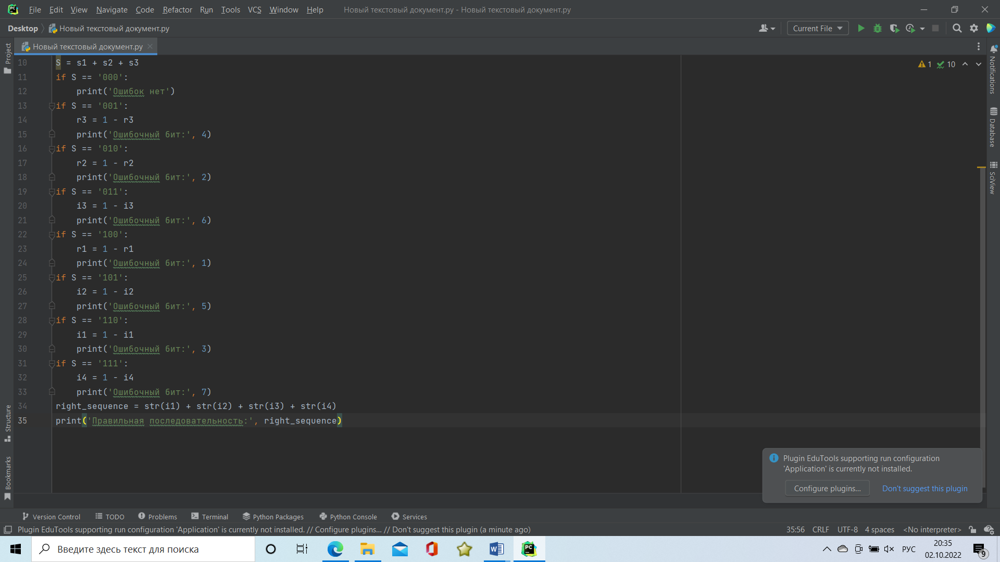 File Edit View Navigate Code Refactor Run Tools VCS Window Help Новый текстовый документ.py - Новый текстовый документ.py
Desktop Новый текстовый документ.py Current File
Новый текстовый документ.py
Project
10 S = s1 + s2 + s3
1 10
11 if S == '000':
12 print('Ошибок нет')
13 if S == '001':
14 r3 = 1 - r3
15 print('Ошибочный бит:', 4)
16 if S == '010':
17 r2 = 1 - r2
18 print('Ошибочный бит:', 2)
19 if S == '011':
20 i3 = 1 - i3
21 print('Ошибочный бит:', 6)
22 if S == '100':
23 r1 = 1 - r1
24 print('Ошибочный бит:', 1)
25 if S == '101':
26 i2 = 1 - i2
27 print('Ошибочный бит:', 5)
28 if S == '110':
29 i1 = 1 - i1
30 print('Ошибочный бит:', 3)
31 if S == '111':
32 i4 = 1 - i4
33 print('Ошибочный бит:', 7)
34 right_sequence = str(i1) + str(i2) + str(i3) + str(i4)
35 print('Правильная последовательность:', right_sequence)
Notifications
Database
SciView
Structure
Bookmarks
Plugin EduTools supporting run configuration
'Application' is currently not installed.
Configure plugins... Don't suggest this plugin
Version Control TODO Problems Terminal Python Packages Python Console Services
Plugin EduTools supporting run configuration 'Application' is currently not installed. // Configure plugins... // Don't suggest this plugin (a minute ago) 35:56 CRLF UTF-8 4 spaces <No interpreter>
Введите здесь текст для поиска
РУС
20:35
02.10.2022
9
PC
W
PC